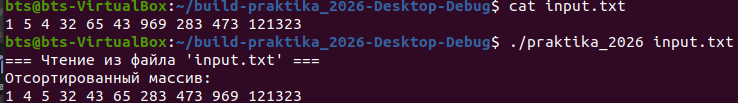 bts@bts-VirtualBox:~/build-praktika_2026-Desktop-Debug$ cat input.txt
1 5 4 32 65 43 969 283 473 121323
bts@bts-VirtualBox:~/build-praktika_2026-Desktop-Debug$ ./praktika_2026 input.txt
=== Чтение из файла 'input.txt' ===
Отсортированный массив:
1 4 5 32 43 65 283 473 969 121323